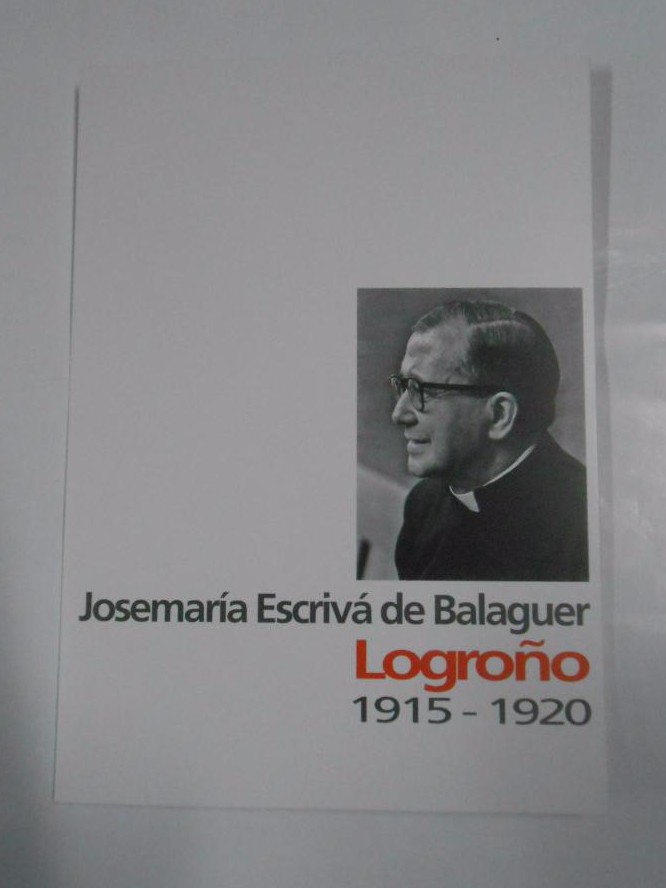 Josemaría Escrivá de Balaguer
Logroño
1915 - 1920